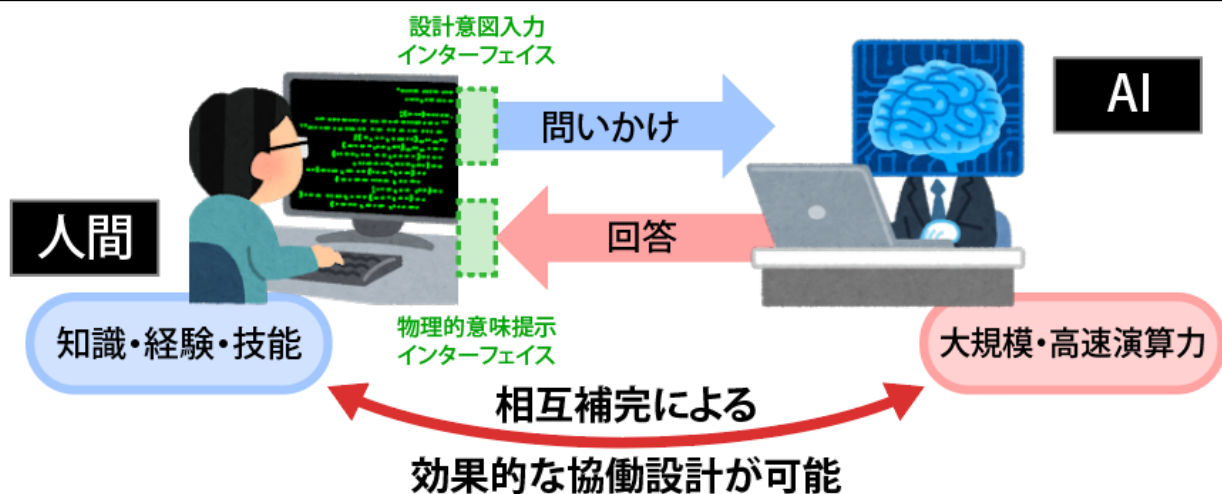 設計意図入力
インターフェイス
AI
問いかけ
人間
回答
物理的意味提示
インターフェイス
知識・経験・技能
大規模・高速演算力
相互補完による
効果的な協働設計が可能